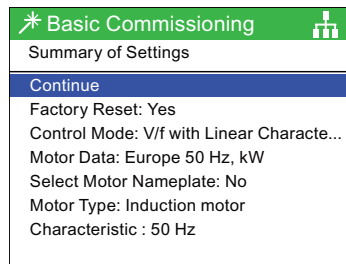 Basic Commissioning
Summary of Settings
Continue
Factory Reset: Yes
Control Mode: V/f with Linear Characte...
Motor Data: Europe 50 Hz, kW
Select Motor Nameplate: No
Motor Type: Induction motor
Characteristic : 50 Hz